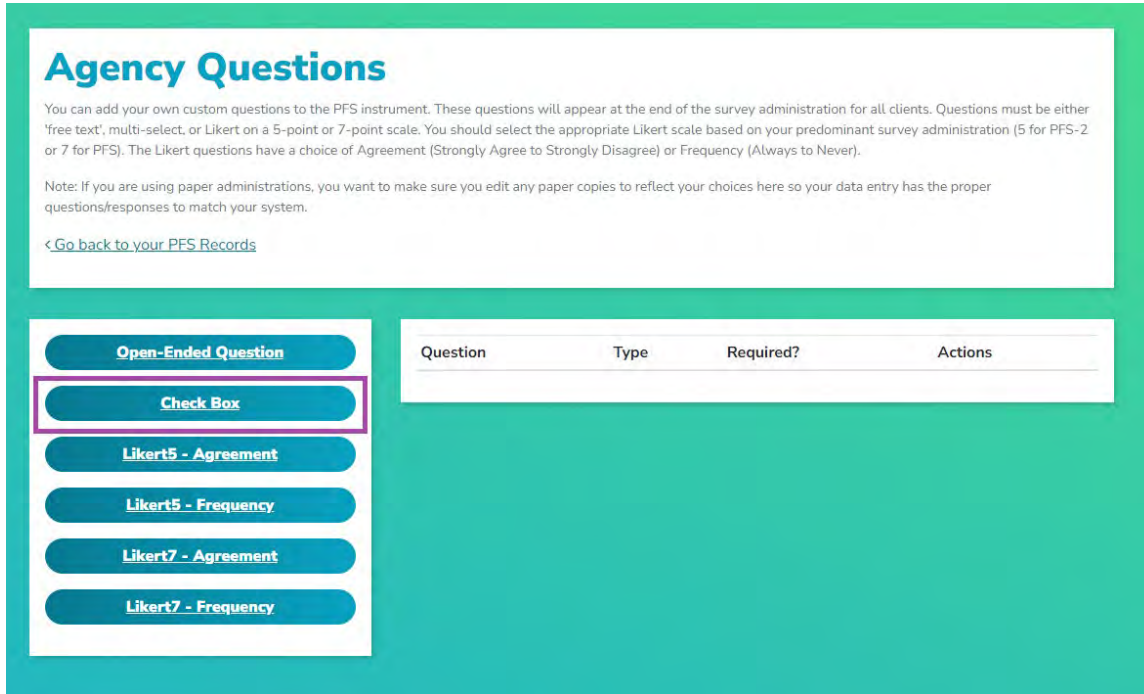 Agency Questions
You can add your own custom questions to the PFS instrument. These questions will appear at the end of the survey administration for all clients. Questions must be either
'free text', multi-select, or Likert on a 5-point or 7-point scale. You should select the appropriate Likert scale based on your predominant survey administration (5 for PFS-2
or 7 for PFS). The Likert questions have a choice of Agreement (Strongly Agree to Strongly Disagree) or Frequency (Always to Never).
Note: If you are using paper administrations, you want to make sure you edit any paper copies to reflect your choices here so your data entry has the proper
questions/responses to match your system.
< Go back to your PFS Records
Open-Ended Question
Check Box
Likert5 - Agreement
Likert5 - Frequency
Likert7 - Agreement
Likert7 - Frequency
Question Type Required? Actions